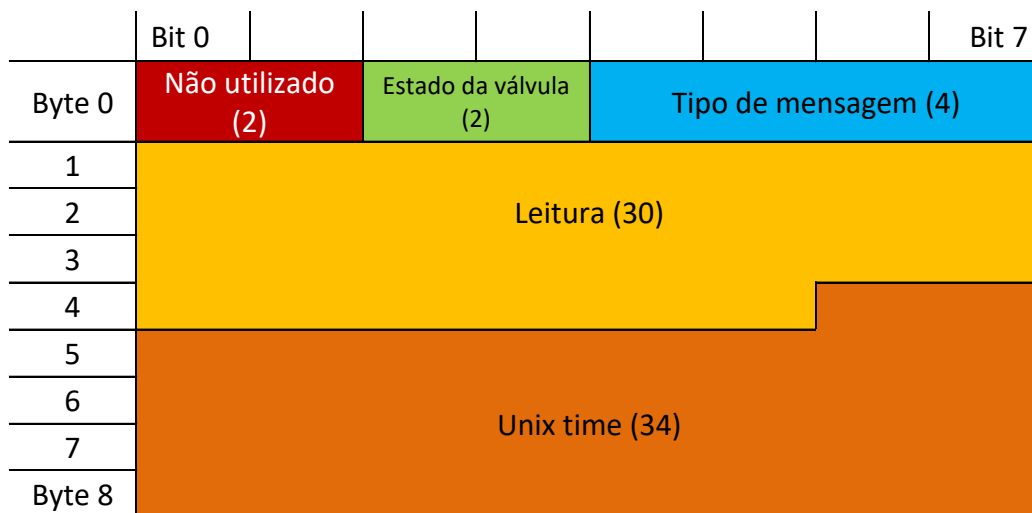 Bit 0 Bit 7
Byte 0 Não utilizado (2) Estado da válvula (2) Tipo de mensagem (4)
1
2 Leitura (30)
3
4
5
6
Unix time (34)
7
Byte 8